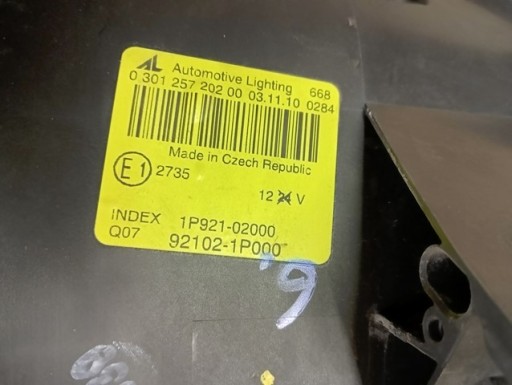 AL Automotive Lighting 668
0 301 257 202 00 03.11.10 0284
Made in Czech Republic
E1 2735
12 24 V
INDEX 1P921-02000
Q07 92102-1P000